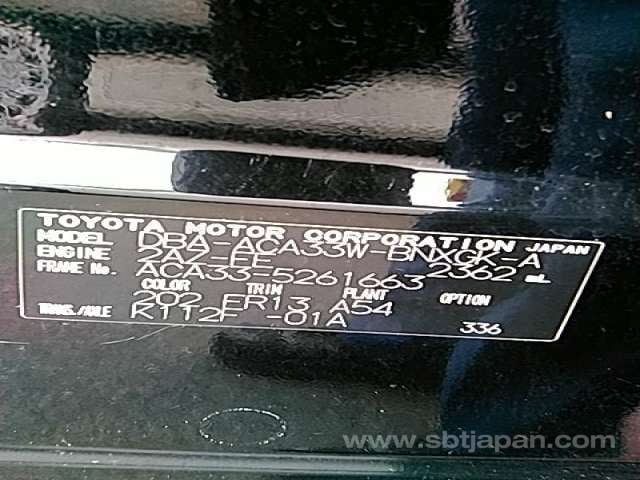 TOYOTA MOTOR CORPORATION JAPAN
MODEL DBA-ACA33W-BNXGK-A
ENGINE 2AZ-FE 2362 mL
FRAME No. ACA33-5261663
COLOR TRIM PLANT OPTION
202 FR13 A54
TRANS./AXLE K112F -01A
336
www.sbtjapan.com